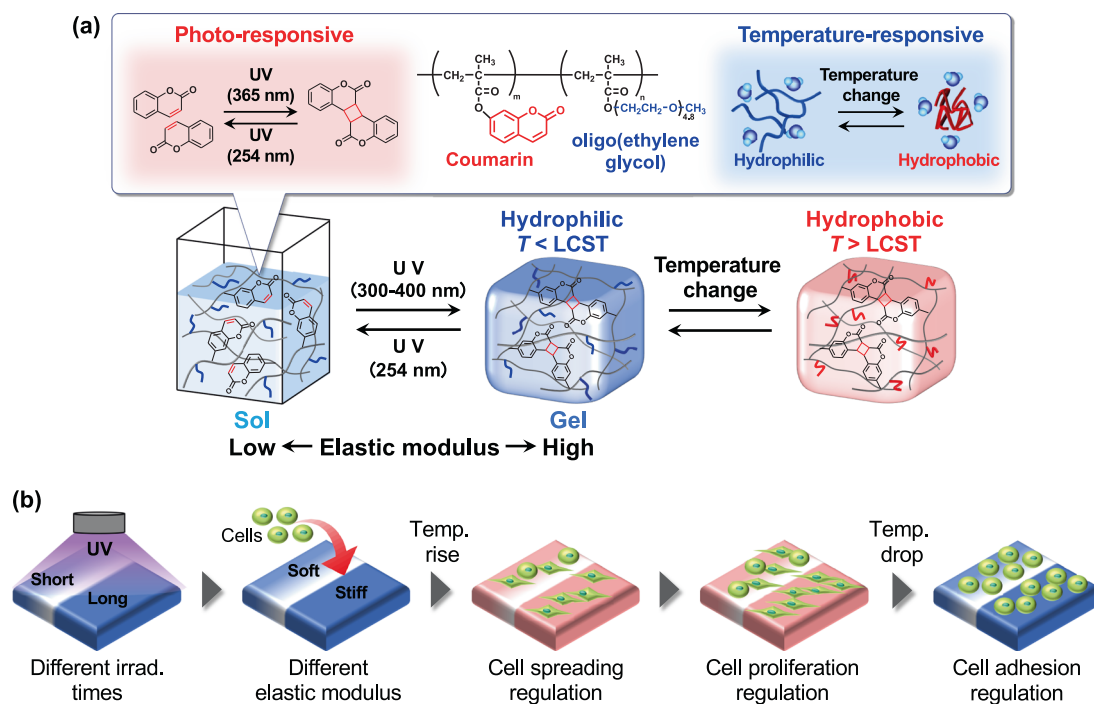 (a)
Photo-responsive
UV
(365 nm)
UV
(254 nm)
O
O
O
O
O
O
O
O
CH3
CH2
C
C
O
O
m
O
O
Coumarin
CH3
CH2
C
C
O
O
n
(CH2CH2-O)4.8CH3
oligo(ethylene
glycol)
Temperature-responsive
Temperature
change
Hydrophilic
Hydrophobic
Hydrophilic
T < LCST
Hydrophobic
T > LCST
U V
(300-400 nm)
U V
(254 nm)
Temperature
change
Sol
Gel
Low
Elastic modulus
High
(b)
UV
Short
Long
Different irrad.
times
Cells
Soft
Stiff
Different
elastic modulus
Temp.
rise
Cell spreading
regulation
Cell proliferation
regulation
Temp.
drop
Cell adhesion
regulation